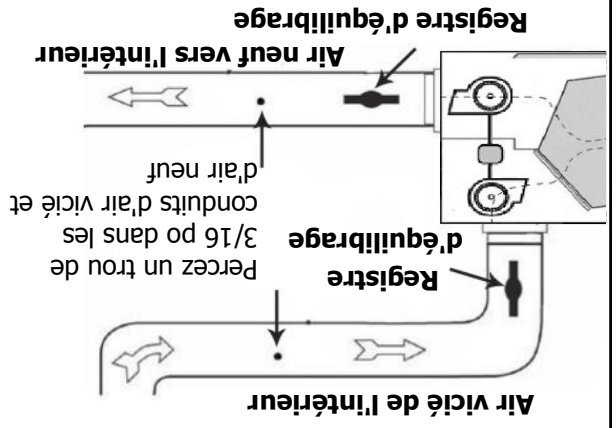 Air vicié de l'intérieur
Percez un trou de
3/16 po dans les
conduits d'air vicié et
d'air neuf
Registre
d'équilibrage
Air neuf vers l'intérieur
Registre d'équilibrage